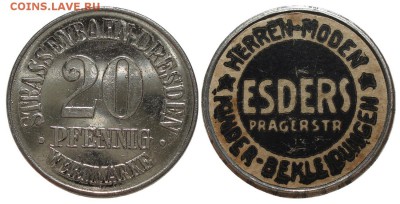 COINS.LAVE.RU
STRASSENBAHN-DRESDEN
20
PFENNIG
WERTMARKE
HERREN-MODEN
ESDERS
PRAGERSTR
KINDER-BEKLEIDUNGEN